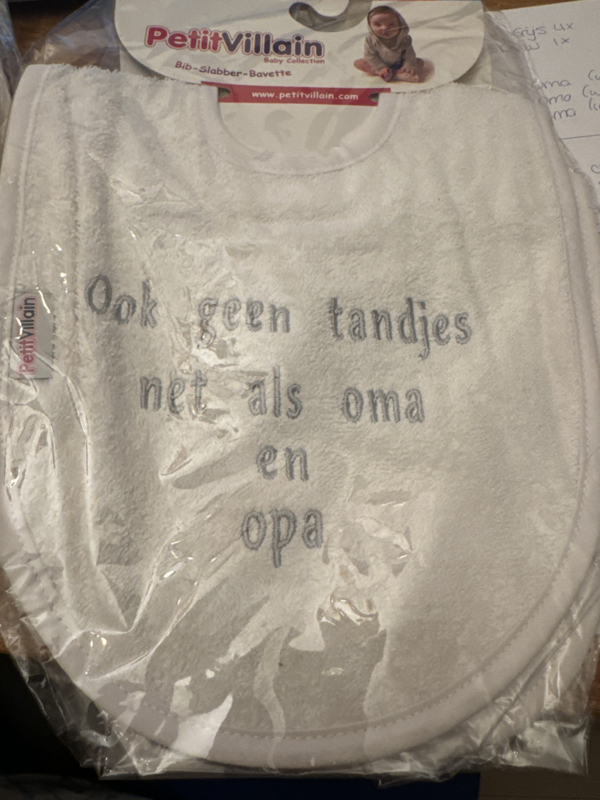 PetitVillain
Baby Collection
Bib-Slabber-Bavette
www.petitvillain.com
Ook geen tandjes
net als oma
en
opa
PetitVillain